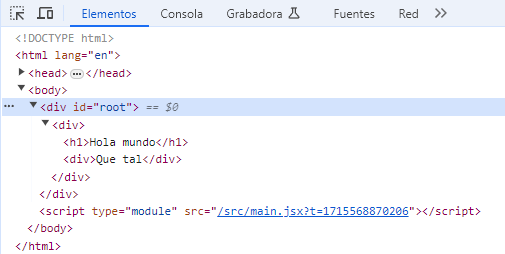 Elementos Consola Grabadora Fuentes Red
<!DOCTYPE html>
<html lang="en">
<head> ••• </head>
<body>
••• <div id="root"> == $0
<div>
<h1>Hola mundo</h1>
<div>Que tal</div>
</div>
</div>
<script type="module" src="/src/main.jsx?t=1715568870206"></script>
</body>
</html>